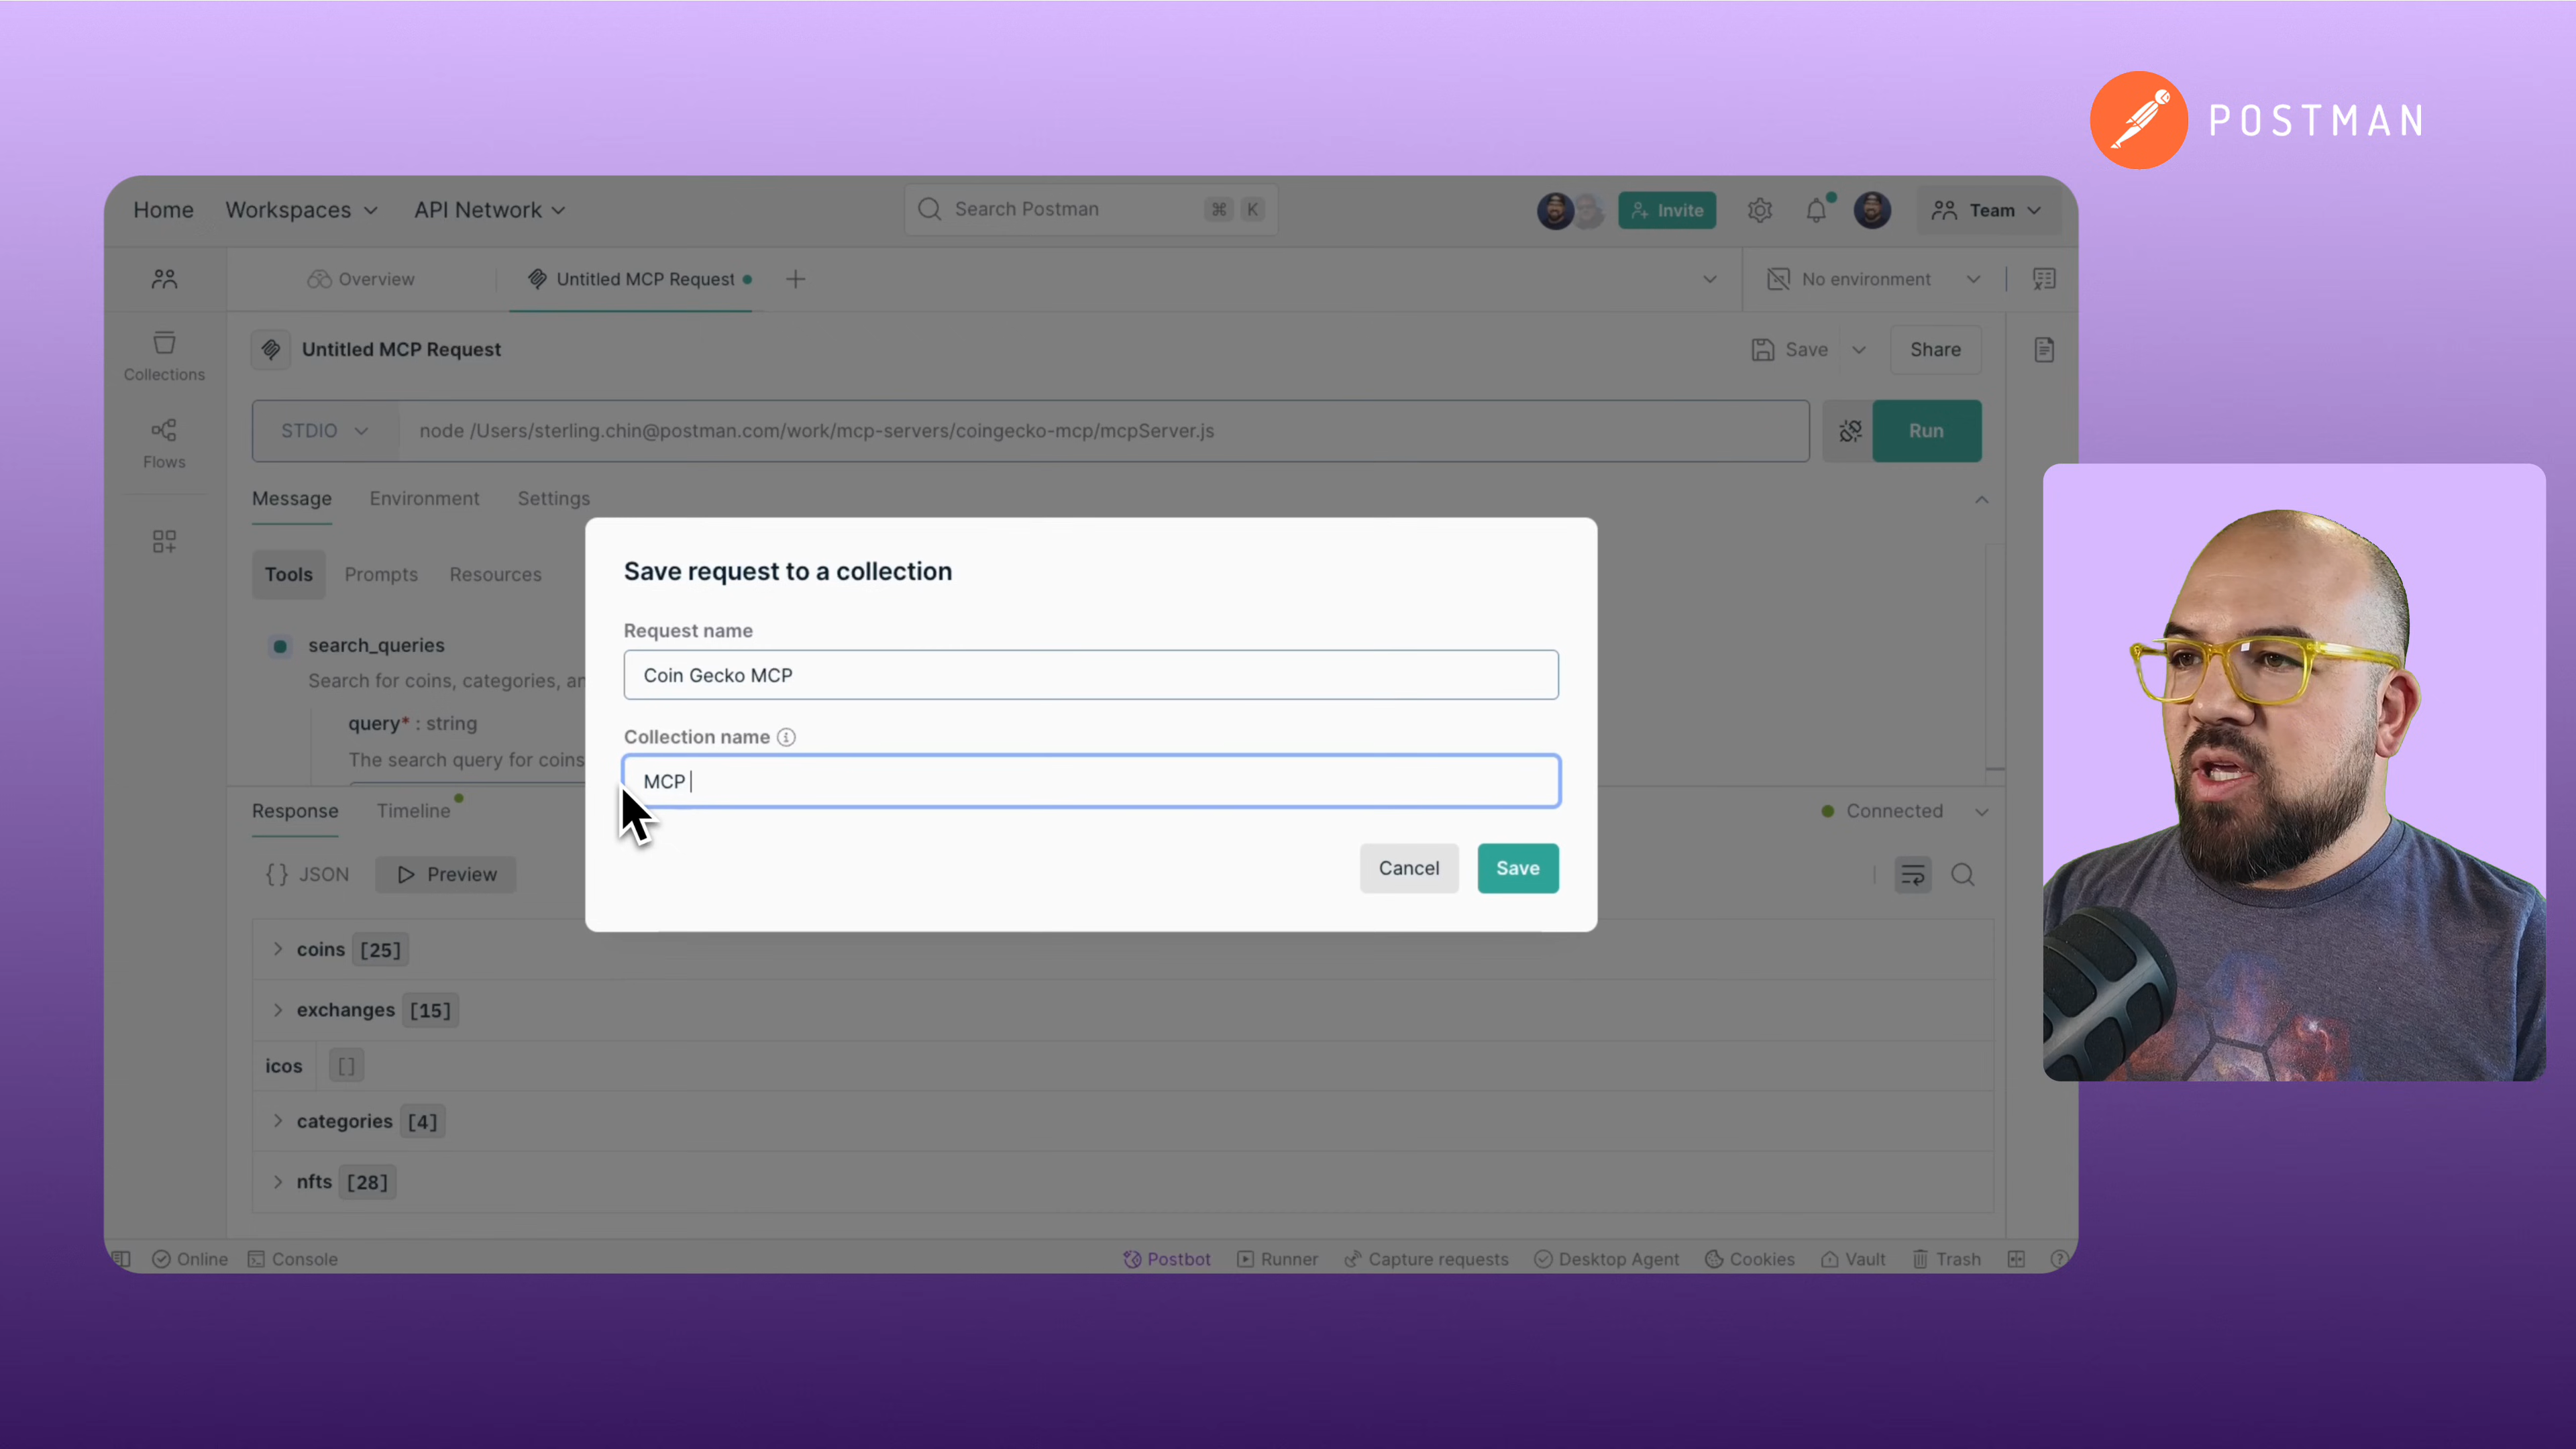 POSTMAN
Home Workspaces API Network Search Postman ⌘ K Invite Team
Overview Untitled MCP Request No environment
Untitled MCP Request Save Share
Collections
STDIO node /Users/sterling.chin@postman.com/work/mcp-servers/coingecko-mcp/mcpServer.js Run
Flows
Message Environment Settings
Tools Prompts Resources
search_queries
Search for coins, categories,
query* : string
The search query for coins
Save request to a collection
Request name
Coin Gecko MCP
Collection name
MCP
Cancel Save
Response Timeline Connected
{} JSON Preview
coins [25]
exchanges [15]
icos []
categories [4]
nfts [28]
Online Console Postbot Runner Capture requests Desktop Agent Cookies Vault Trash